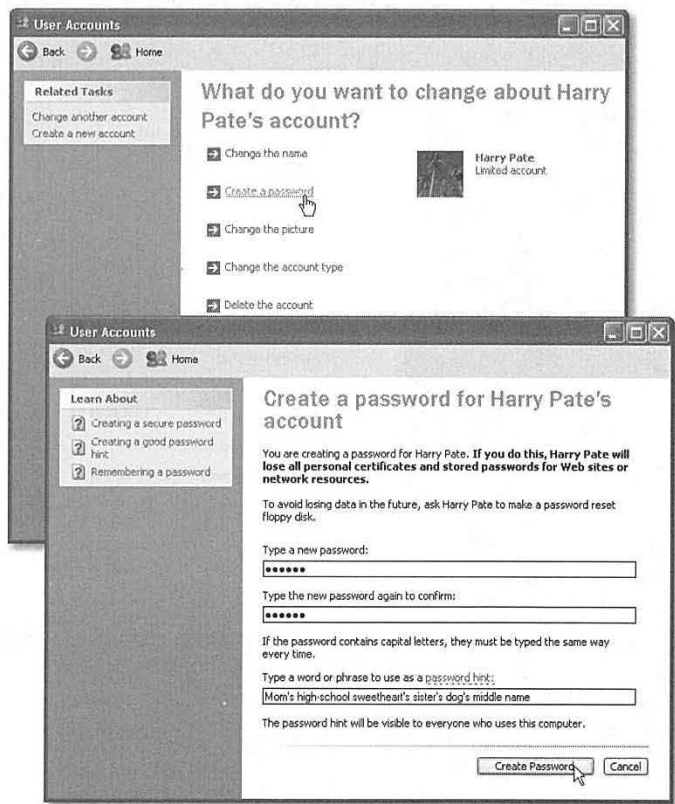 User Accounts
Back Home
Related Tasks
Change another account
Create a new account
What do you want to change about Harry
Pate's account?
Change the name
Create a password
Change the picture
Change the account type
Delete the account
Harry Pate
Limited account
User Accounts
Back Home
Learn About
Creating a secure password
Creating a good password
hint
Remembering a password
Create a password for Harry Pate's
account
You are creating a password for Harry Pate. If you do this, Harry Pate will
lose all personal certificates and stored passwords for Web sites or
network resources.
To avoid losing data in the future, ask Harry Pate to make a password reset
floppy disk.
Type a new password:
••••••
Type the new password again to confirm:
••••••
If the password contains capital letters, they must be typed the same way
every time.
Type a word or phrase to use as a password hint:
Mom's high-school sweetheart's sister's dog's middle name
The password hint will be visible to everyone who uses this computer.
Create Password Cancel